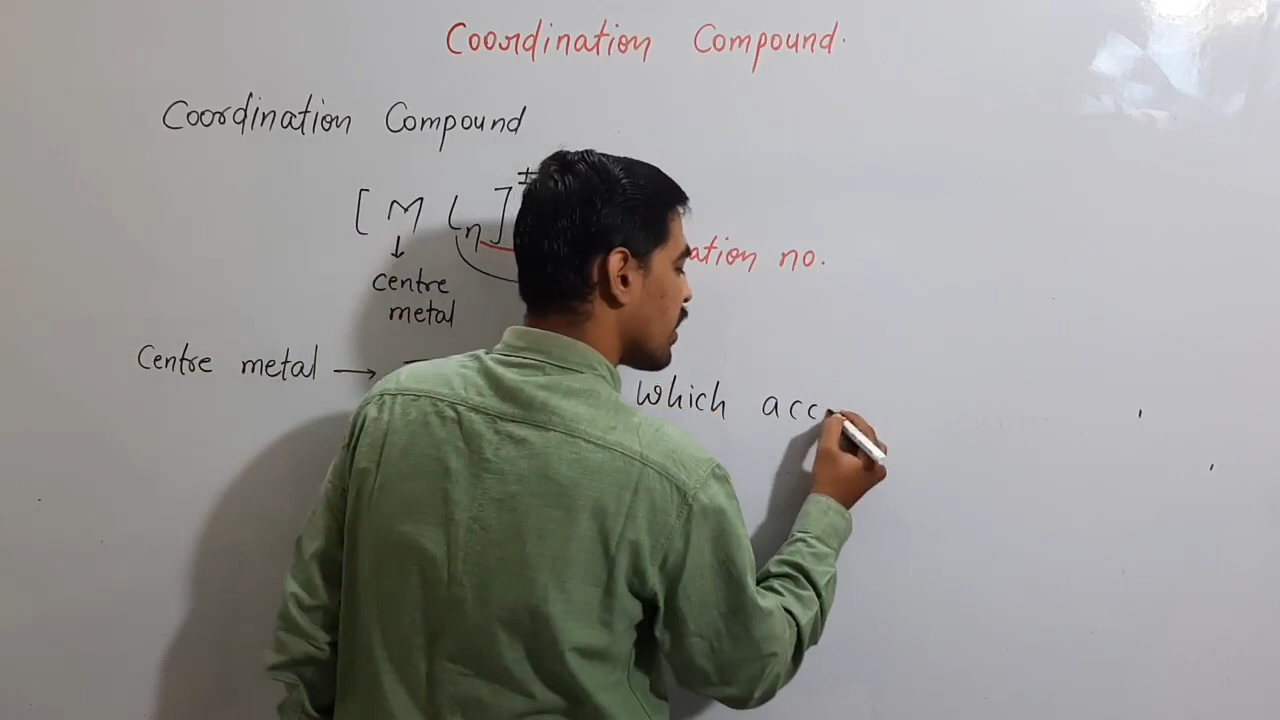 Coordination Compound.
Coordination Compound
[M Ln]±
ation no.
centre
metal
Centre metal →
which acc